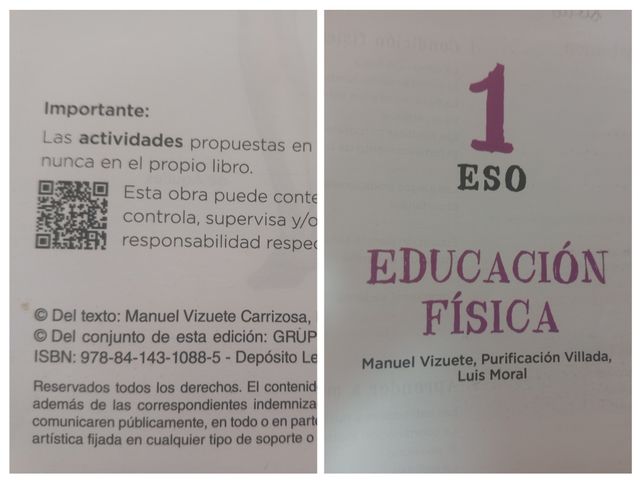 Importante:
Las actividades propuestas en
nunca en el propio libro.
Esta obra puede conte
controla, supervisa y/o
responsabilidad respec
© Del texto: Manuel Vizuete Carrizosa,
© Del conjunto de esta edición: GRUP
ISBN: 978-84-143-1088-5 - Depósito Le
Reservados todos los derechos. El contenid
además de las correspondientes indemniza
comunicaren públicamente, en todo o en part
artística fijada en cualquier tipo de soporte o
1
ESO
EDUCACIÓN
FÍSICA
Manuel Vizuete, Purificación Villada,
Luis Moral